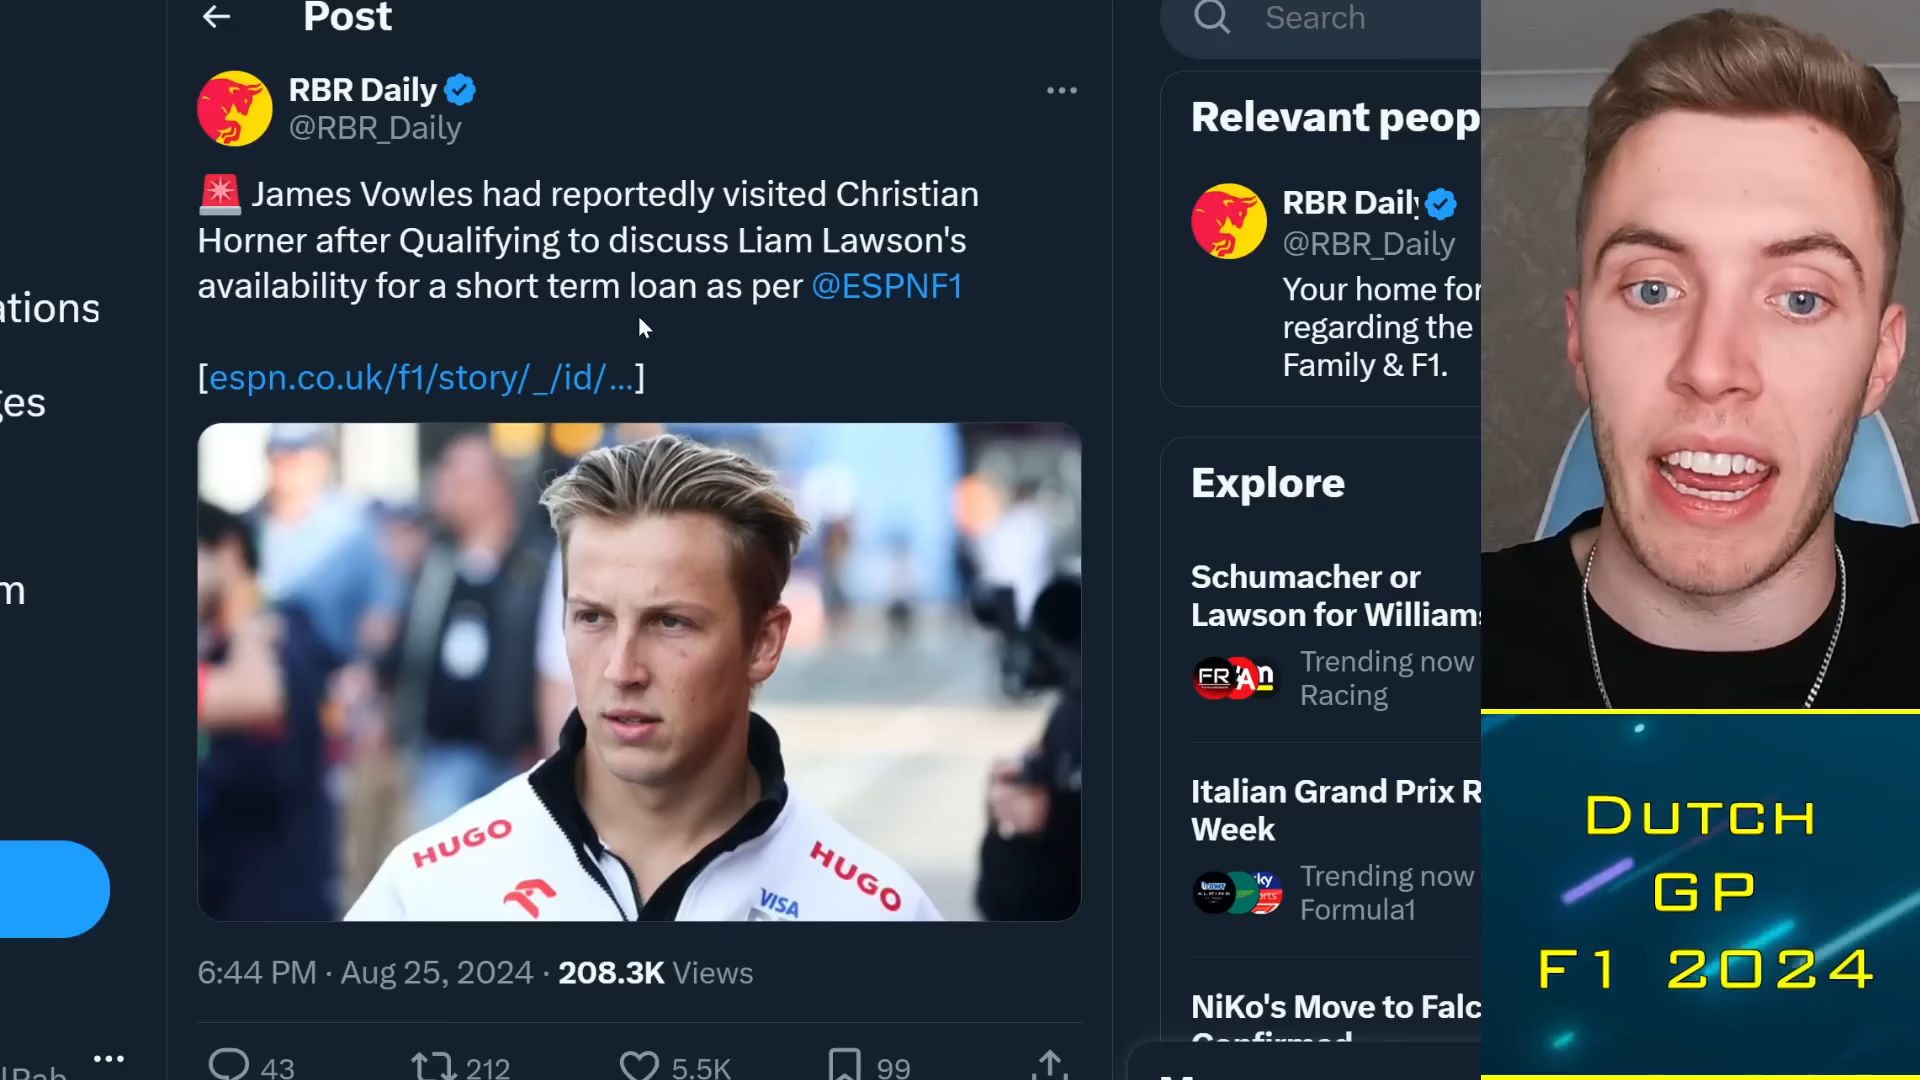 Post
Search
RBR Daily
@RBR_Daily
James Vowles had reportedly visited Christian
Horner after Qualifying to discuss Liam Lawson's
availability for a short term loan as per @ESPNF1
[espn.co.uk/f1/story/_/id/...]
HUGO
HUGO
VISA
6:44 PM · Aug 25, 2024 · 208.3K Views
43
212
5.5K
99
ations
ges
m
Relevant peop
RBR Daily
@RBR_Daily
Your home for
regarding the
Family & F1.
Explore
Schumacher or
Lawson for Williams
Trending now
Racing
Italian Grand Prix R
Week
Trending now
Formula1
NiKo's Move to Falc
Confirmed
DUTCH
GP
F1 2024